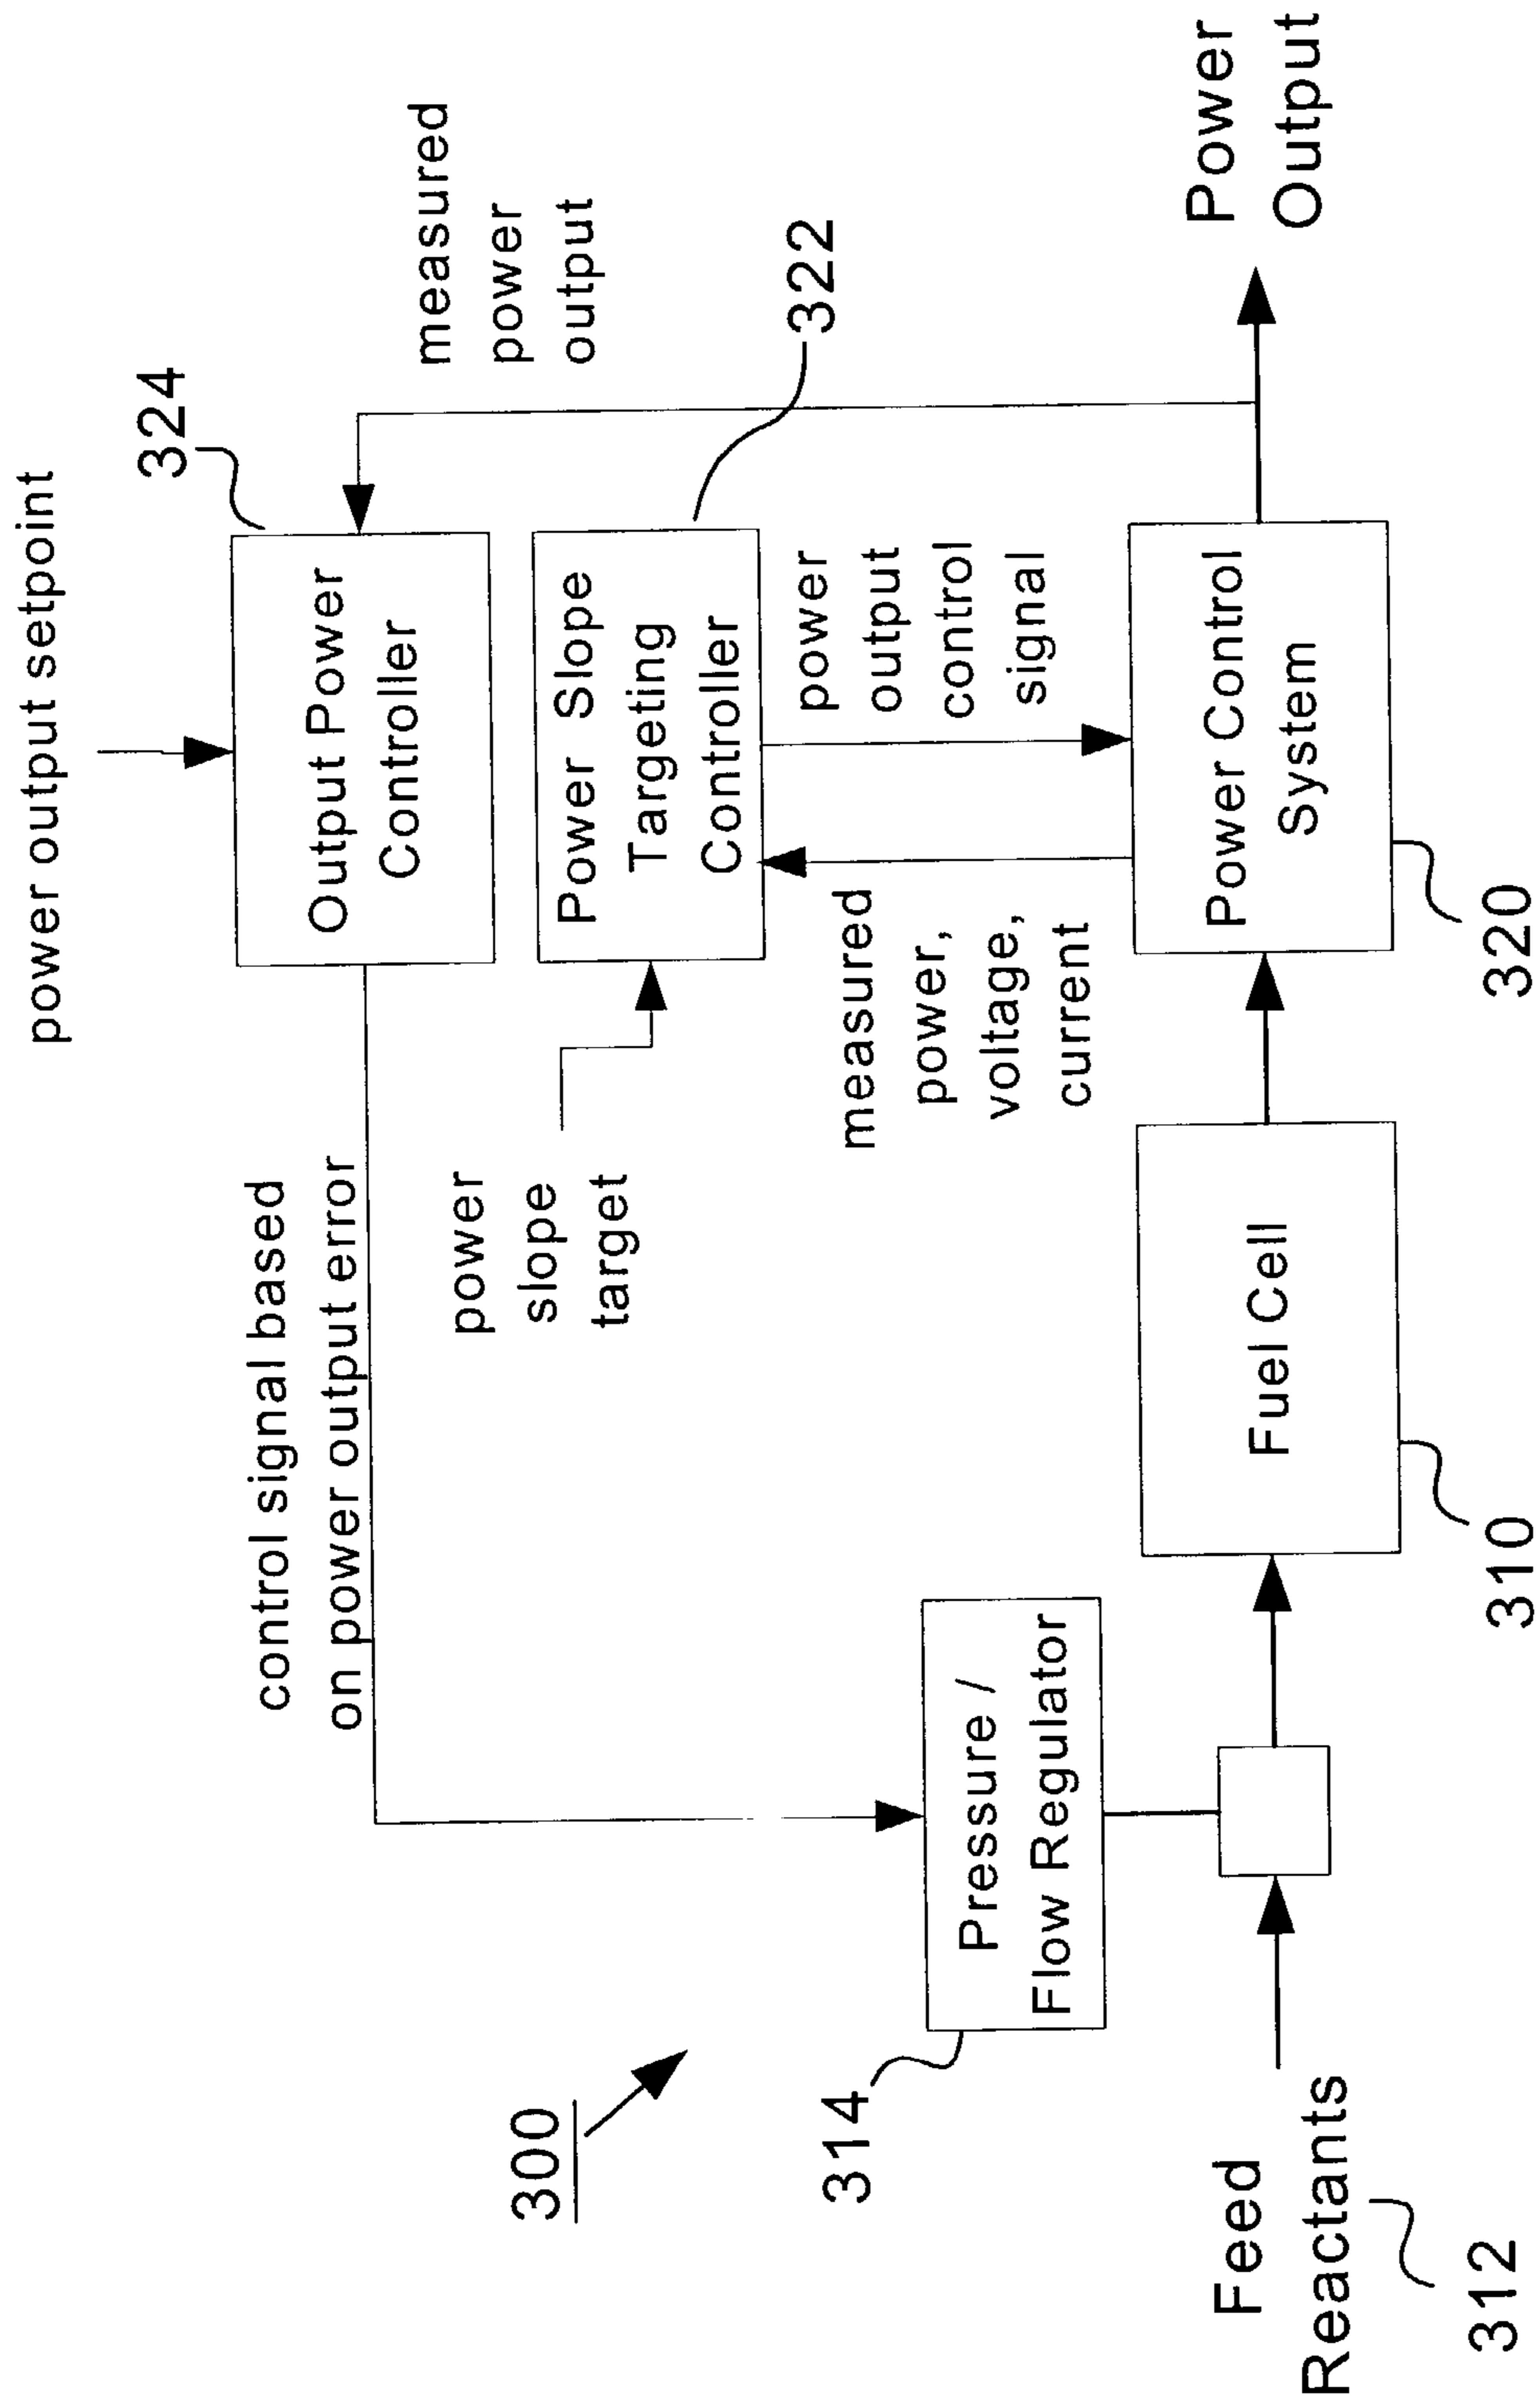 power output setpoint
324
Output Power
Controller
measured
power
output
control signal based
on power output error
Power Slope
Targeting
Controller
322
power
slope
target
300
power
output
control
signal
measured
power,
voltage,
current
314
Pressure /
Flow Regulator
Fuel Cell
Power Control
System
Power
Output
Feed
Reactants
312
310
320